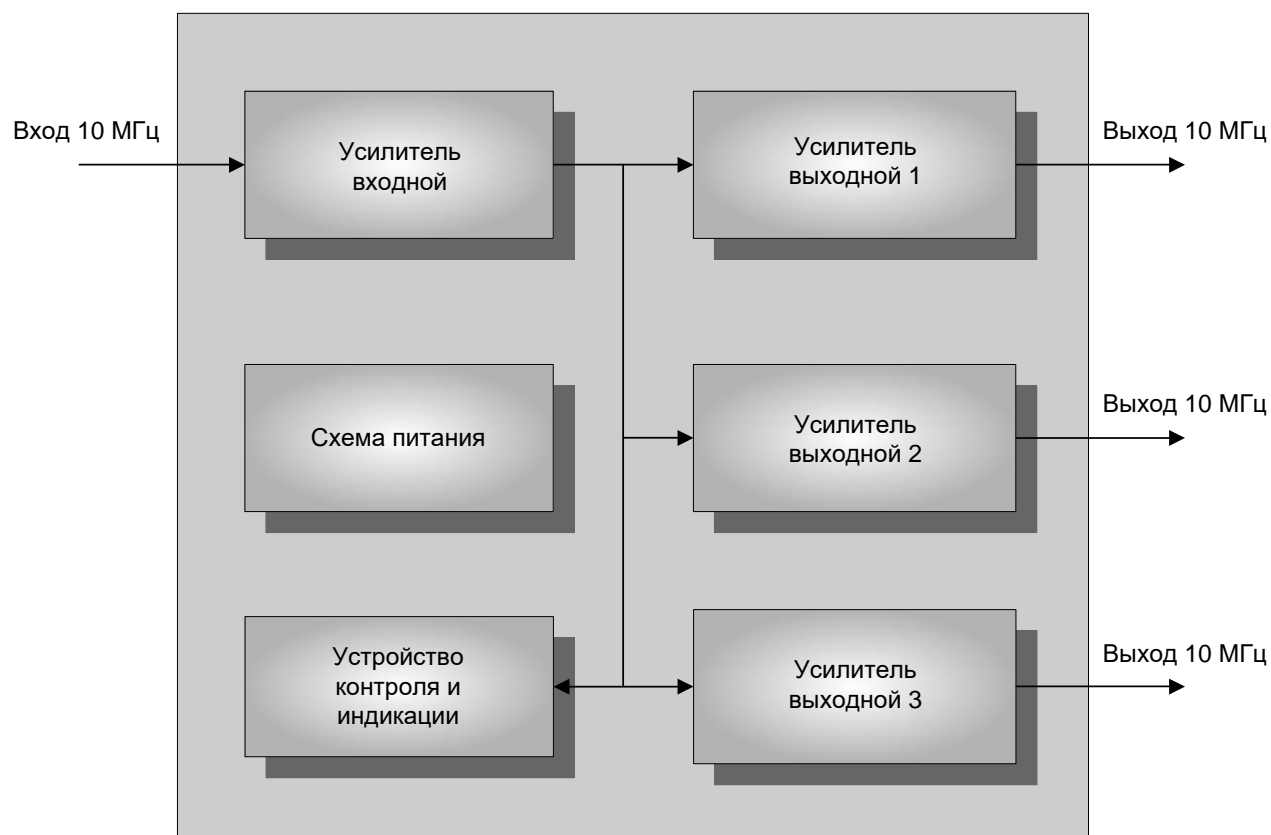 Вход 10 МГц
Усилитель
входной
Усилитель
выходной 1
Выход 10 МГц
Схема питания
Усилитель
выходной 2
Выход 10 МГц
Устройство
контроля и
индикации
Усилитель
выходной 3
Выход 10 МГц